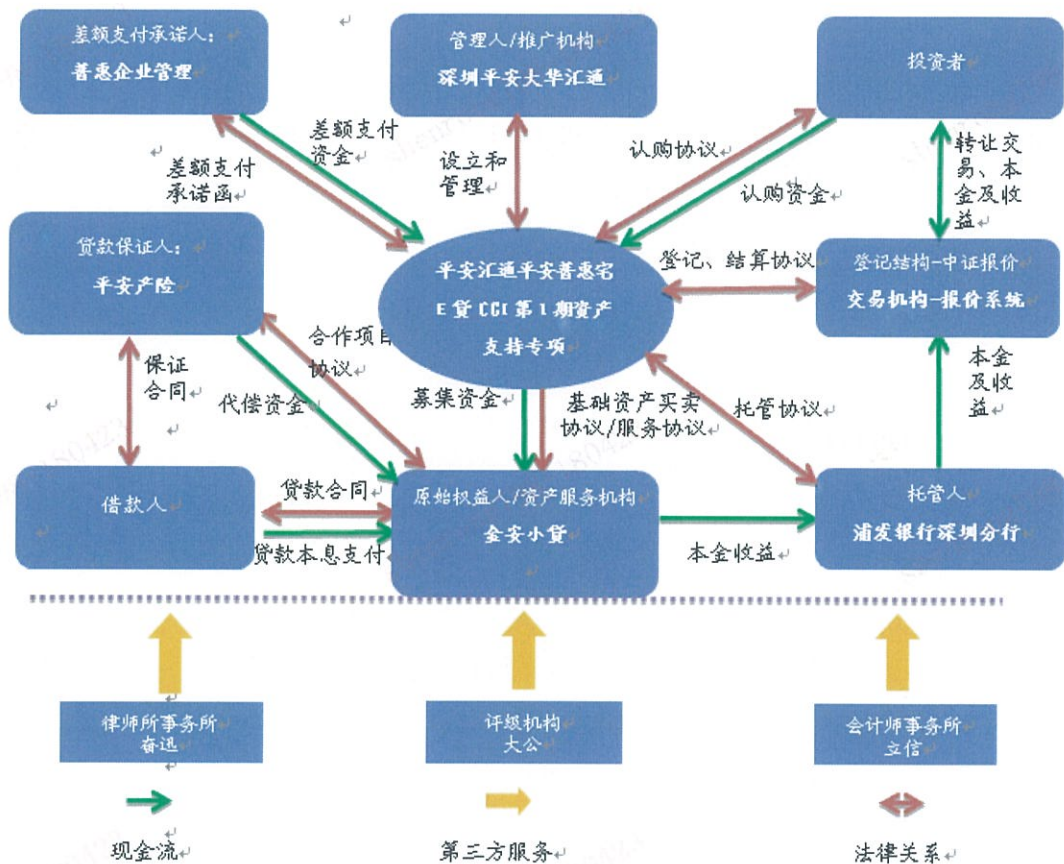 差额支付承诺人：
普惠企业管理
管理人/推广机构
深圳平安大华汇通
投资者
差额支付
资金
差额支付
承诺函
设立和
管理
认购协议
认购资金
转让交
易、本
金及收
益
贷款保证人：
平安产险
平安汇通平安普惠宅
E 贷 CGI 第 1 期资产
支持专项
登记、结算协议
登记结构-中证报价
交易机构-报价系统
保证
合同
合作项目
协议
代偿资金
募集资金
基础资产买卖
协议/服务协议
托管协议
本金
及收
益
借款人
贷款合同
贷款本息支付
原始权益人/资产服务机构
金安小贷
本金收益
托管人
浦发银行深圳分行
律师所事务所
奋迅
评级机构
大公
会计师事务所
立信
现金流
第三方服务
法律关系